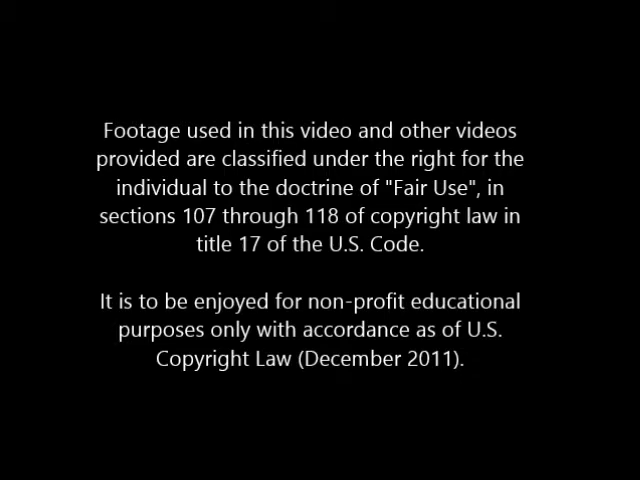 Footage used in this video and other videos
provided are classified under the right for the
individual to the doctrine of "Fair Use", in
sections 107 through 118 of copyright law in
title 17 of the U.S. Code.
It is to be enjoyed for non-profit educational
purposes only with accordance as of U.S.
Copyright Law (December 2011).